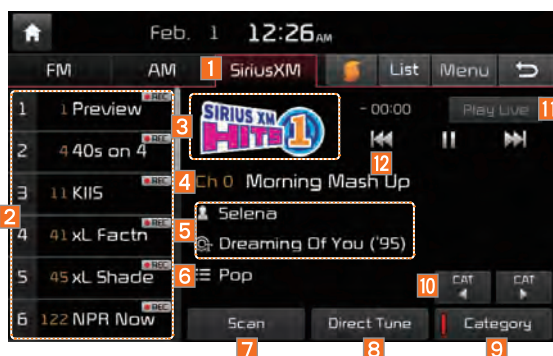 Feb. 1 12:26 AM
FM AM 1 SiriusXM List Menu
1 1 Preview REC
2 4 40s on 4 REC
3 11 KIIS REC
4 41 xL Factn REC
5 45 xL Shade REC
6 122 NPR Now REC
2
3 SIRIUS XM HITS 1
- 00:00 Play Live 11
12
4 Ch 0 Morning Mash Up
5 Selena
Dreaming Of You ('95)
6 Pop
10 CAT CAT
Scan Direct Tune Category
7 8 9